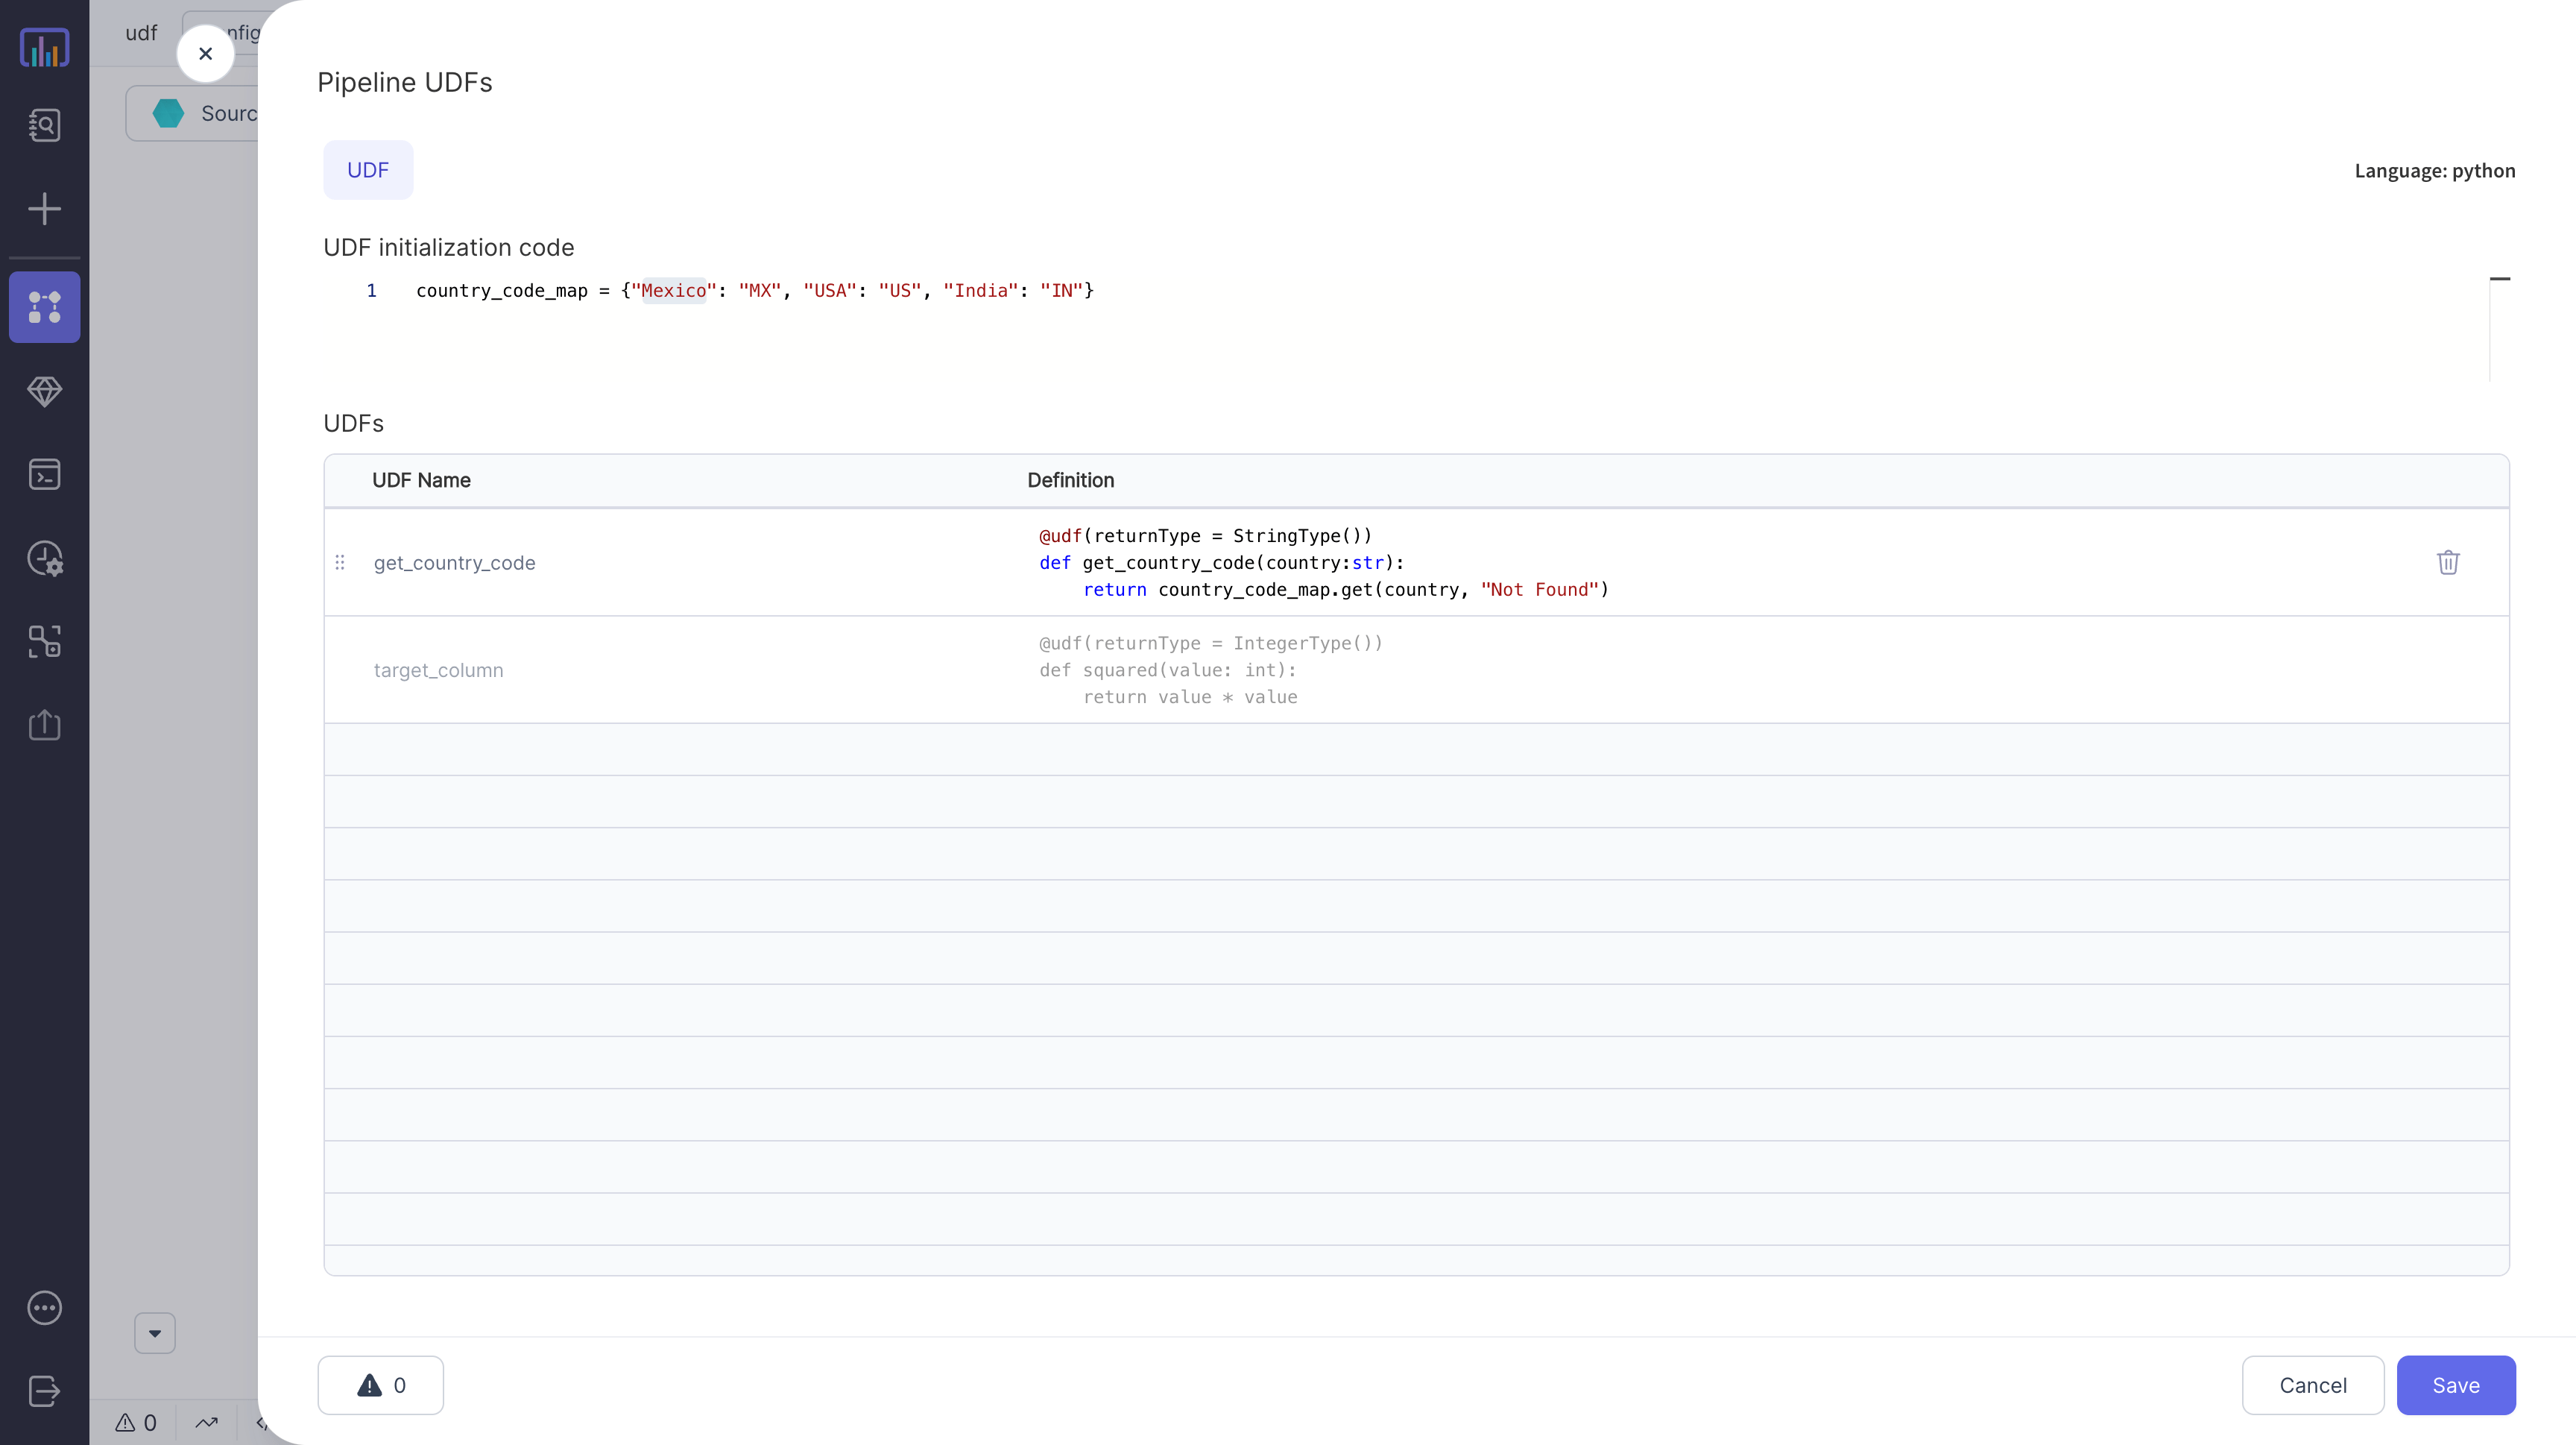 udf
Pipeline UDFs
UDF
Language: python
UDF initialization code
1 country_code_map = {"Mexico": "MX", "USA": "US", "India": "IN"}
UDFs
UDF Name Definition
get_country_code
@udf(returnType = StringType())
def get_country_code(country:str):
    return country_code_map.get(country, "Not Found")
target_column
@udf(returnType = IntegerType())
def squared(value: int):
    return value * value
0
Cancel
Save
0